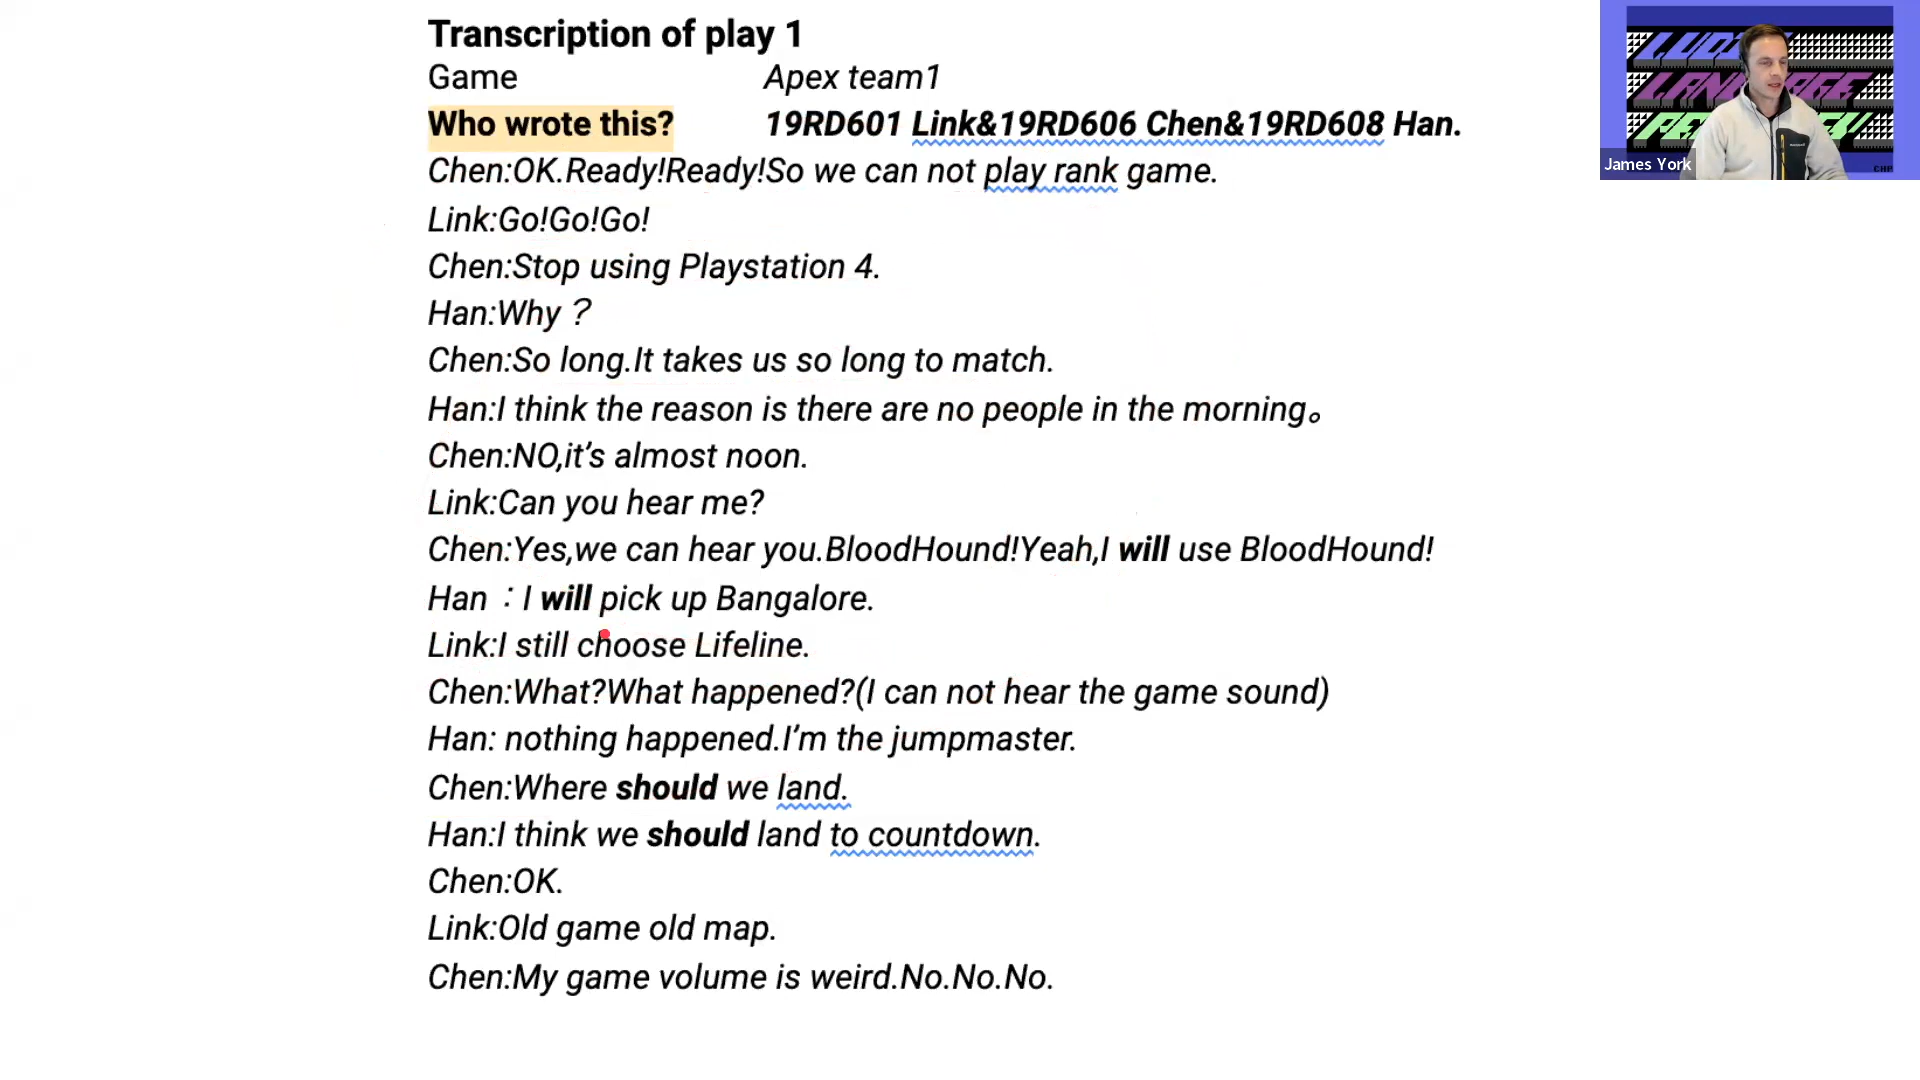 Transcription of play 1
Game Apex team1
Who wrote this? 19RD601 Link&19RD606 Chen&19RD608 Han.
Chen:OK.Ready!Ready!So we can not play rank game.
Link:Go!Go!Go!
Chen:Stop using Playstation 4.
Han:Why？
Chen:So long.It takes us so long to match.
Han:I think the reason is there are no people in the morning。
Chen:NO,it’s almost noon.
Link:Can you hear me?
Chen:Yes,we can hear you.BloodHound!Yeah,I will use BloodHound!
Han：I will pick up Bangalore.
Link:I still choose Lifeline.
Chen:What?What happened?(I can not hear the game sound)
Han: nothing happened.I’m the jumpmaster.
Chen:Where should we land.
Han:I think we should land to countdown.
Chen:OK.
Link:Old game old map.
Chen:My game volume is weird.No.No.No.
James York